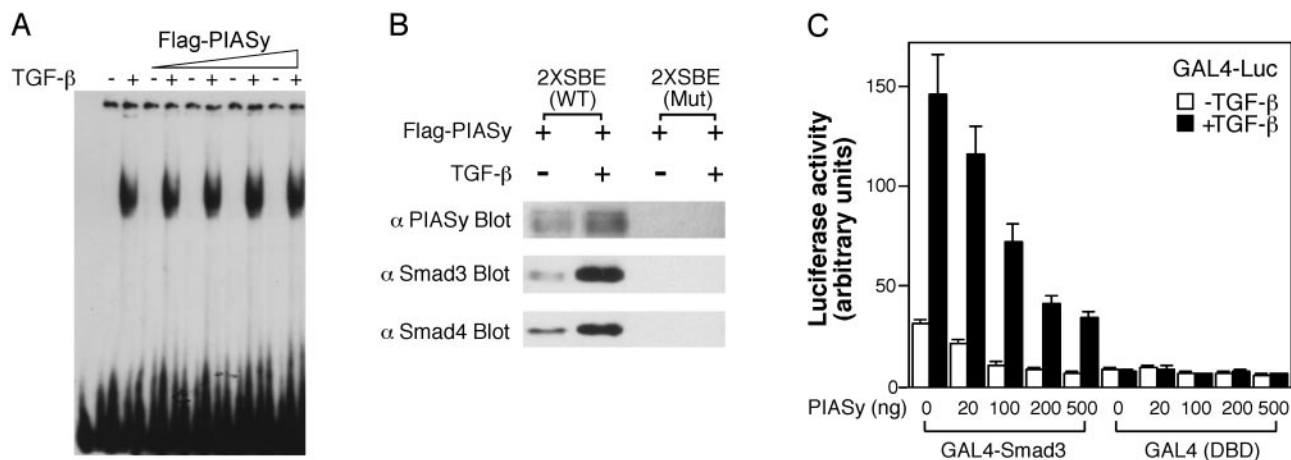 A
Flag-PIASy
TGF-β - + - + - + - + - +
B
2XSBE 2XSBE
(WT) (Mut)
Flag-PIASy + + + +
TGF-β - + - +
α PIASy Blot
α Smad3 Blot
α Smad4 Blot
C
GAL4-Luc
-TGF-β
+TGF-β
Luciferase activity
(arbitrary units)
150
100
50
0
PIASy (ng) 0 20 100 200 500 0 20 100 200 500
GAL4-Smad3 GAL4 (DBD)